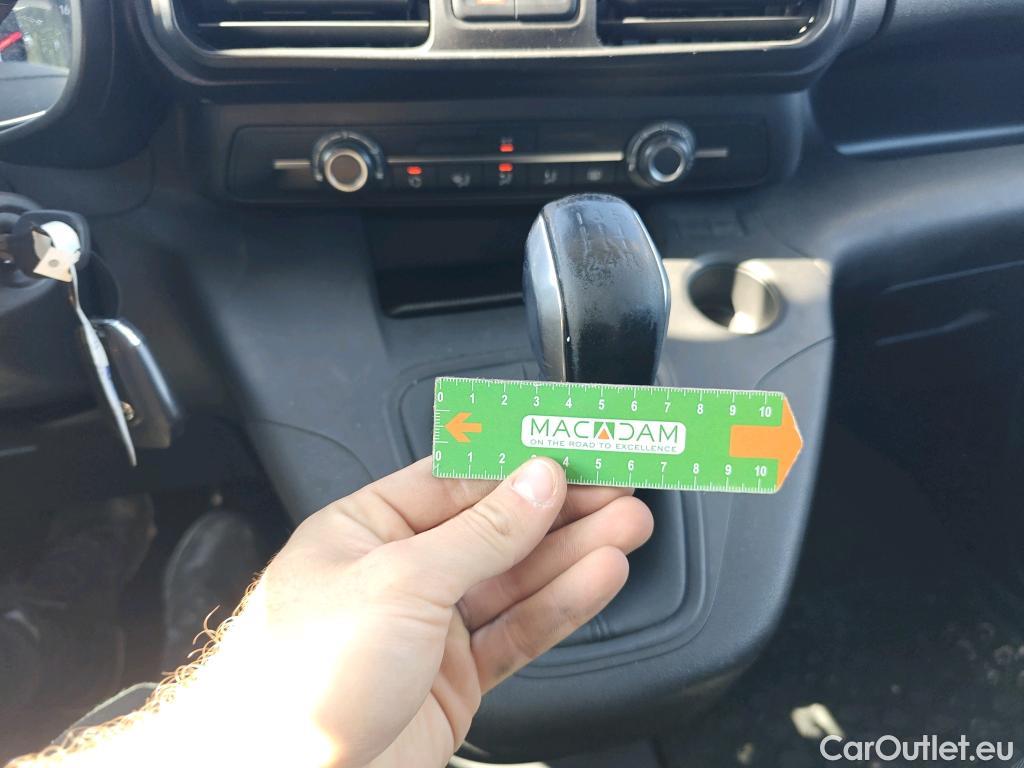 0 1 2 3 4 5 6 7 8 9 10
MACADAM
ON THE ROAD TO EXCELLENCE
0 1 2 3 4 5 6 7 8 9 10
CarOutlet.eu